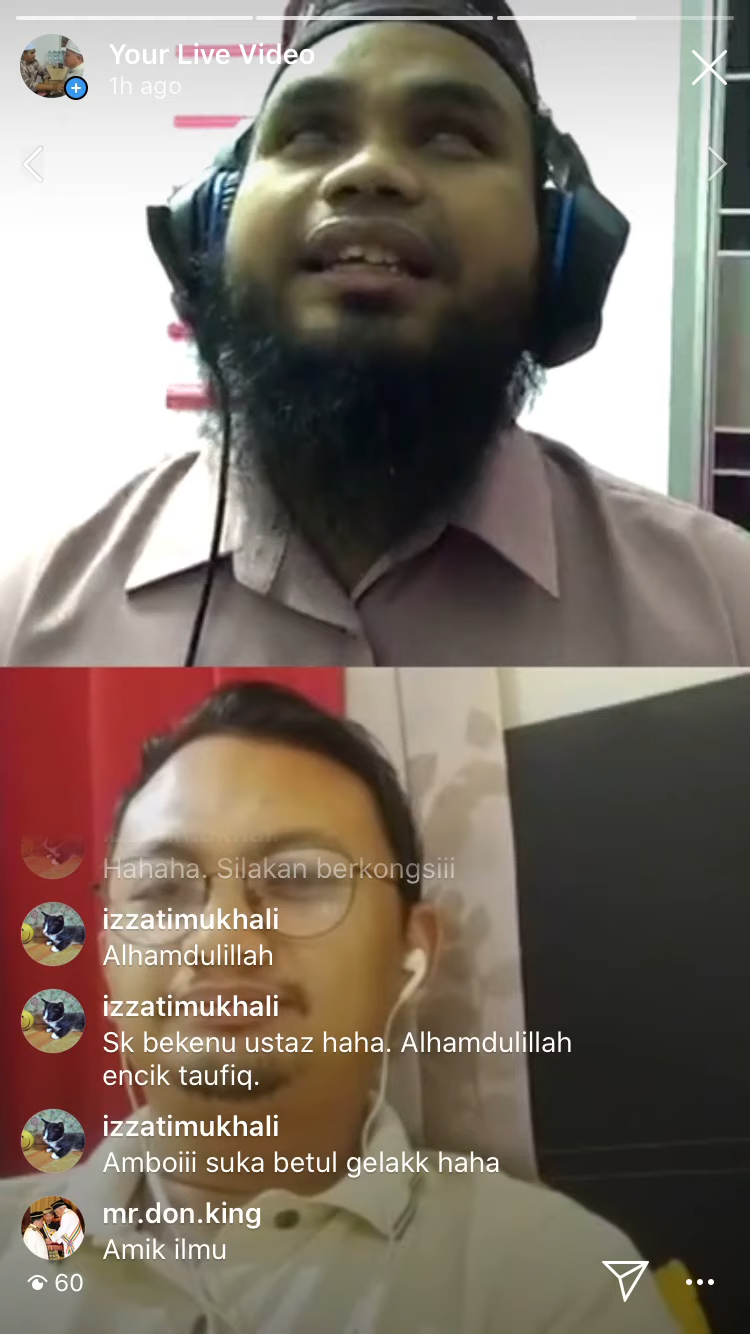 Your Live Video
1h ago
Hahaha. Silakan berkongsiii
izzatimukhali
Alhamdulillah
izzatimukhali
Sk bekenu ustaz haha. Alhamdulillah
encik taufiq.
izzatimukhali
Amboiii suka betul gelakk haha
mr.don.king
Amik ilmu
60